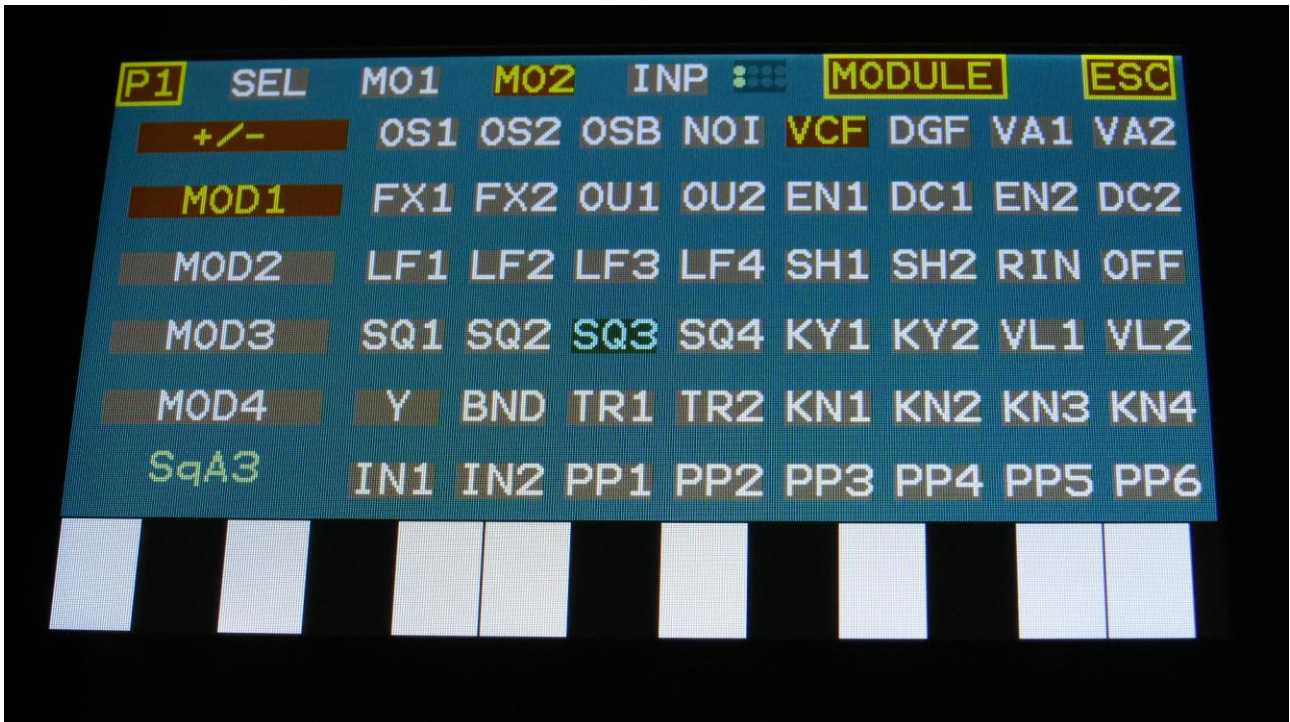 P1 SEL MO1 MO2 INP MODULE ESC
+/- OS1 OS2 OSB NOI VCF DGF VA1 VA2
MOD1 FX1 FX2 OU1 OU2 EN1 DC1 EN2 DC2
MOD2 LF1 LF2 LF3 LF4 SH1 SH2 RIN OFF
MOD3 SQ1 SQ2 SQ3 SQ4 KY1 KY2 VL1 VL2
MOD4 Y BND TR1 TR2 KN1 KN2 KN3 KN4
SqA3 IN1 IN2 PP1 PP2 PP3 PP4 PP5 PP6